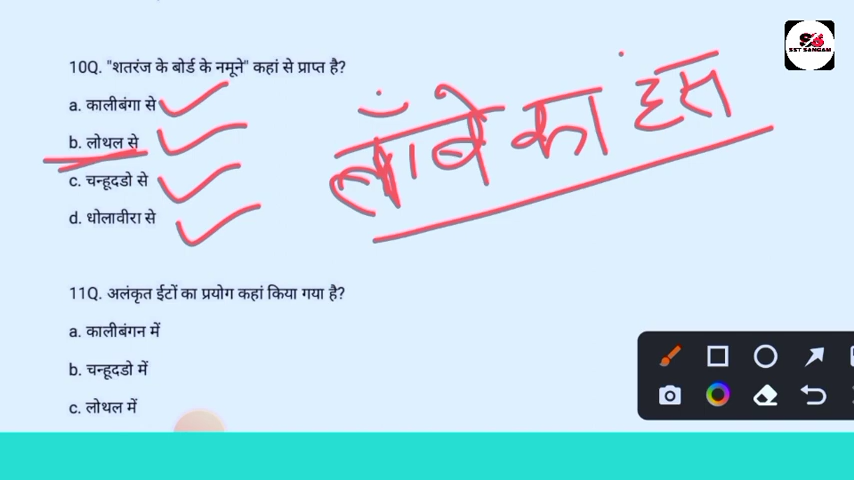 SST SANGAM
10Q. "शतरंज के बोर्ड के नमूने" कहां से प्राप्त है?
a. कालीबंगा से
b. लोथल से
c. चन्हूदडो से
d. धोलावीरा से
ताँबे का हंस
11Q. अलंकृत ईटों का प्रयोग कहां किया गया है?
a. कालीबंगन में
b. चन्हूदडो में
c. लोथल में